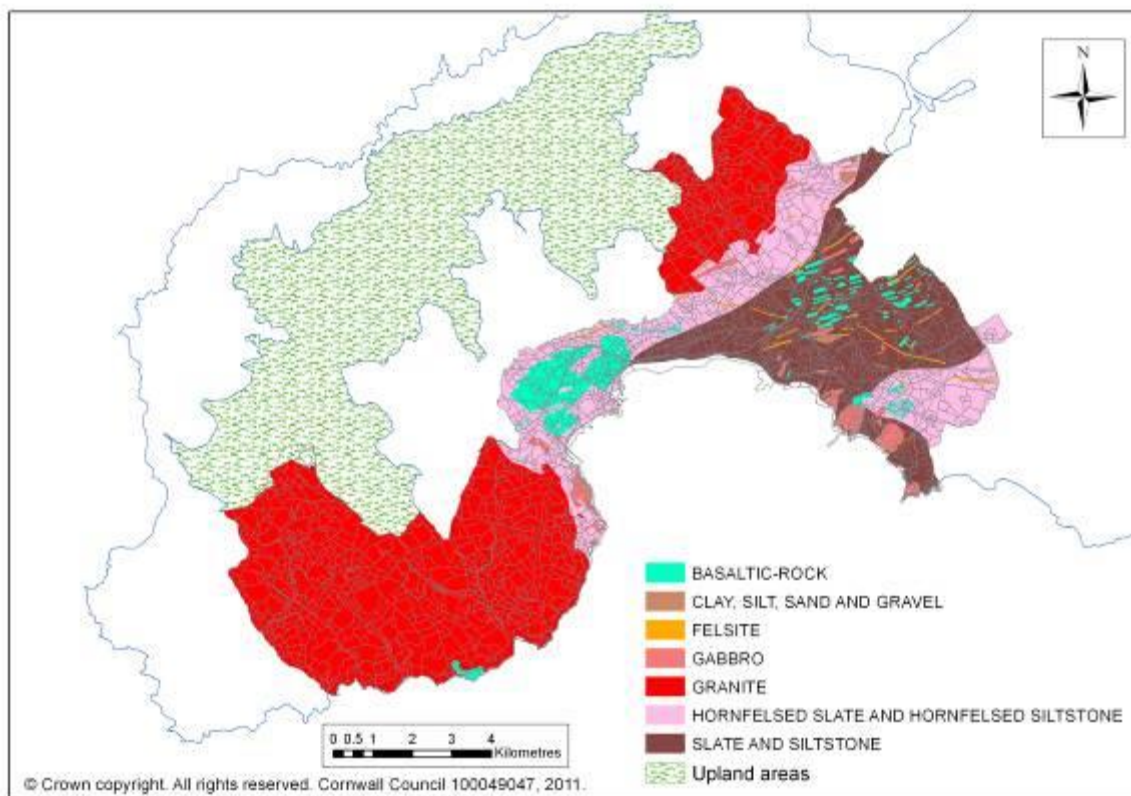 N
BASALTIC-ROCK
CLAY, SILT, SAND AND GRAVEL
FELSITE
GABBRO
GRANITE
HORNFELSED SLATE AND HORNFELSED SILTSTONE
SLATE AND SILTSTONE
Upland areas
0 0.5 1 2 3 4
Kilometres
© Crown copyright. All rights reserved. Cornwall Council 100049047, 2011.